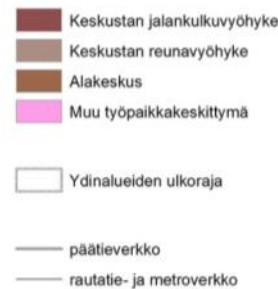 Keskustan jalankulkuvyöhyke
Keskustan reunavyöhyke
Alakeskus
Muu työpaikkakeskittymä
Ydinalueiden ulkoraja
päätieverkko
rautatie- ja metroverkko